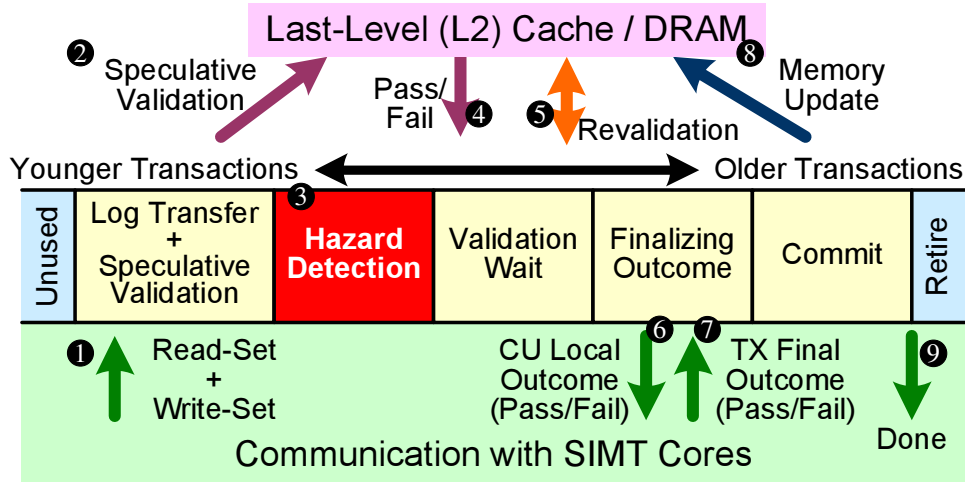 Last-Level (L2) Cache / DRAM
2
Speculative
Validation
Pass/
Fail
4
5
Revalidation
8
Memory
Update
Younger Transactions
Older Transactions
Unused
Log Transfer
+
Speculative
Validation
3
Hazard
Detection
Validation
Wait
Finalizing
Outcome
Commit
Retire
1
Read-Set
+
Write-Set
CU Local
Outcome
(Pass/Fail)
6
7
TX Final
Outcome
(Pass/Fail)
9
Done
Communication with SIMT Cores